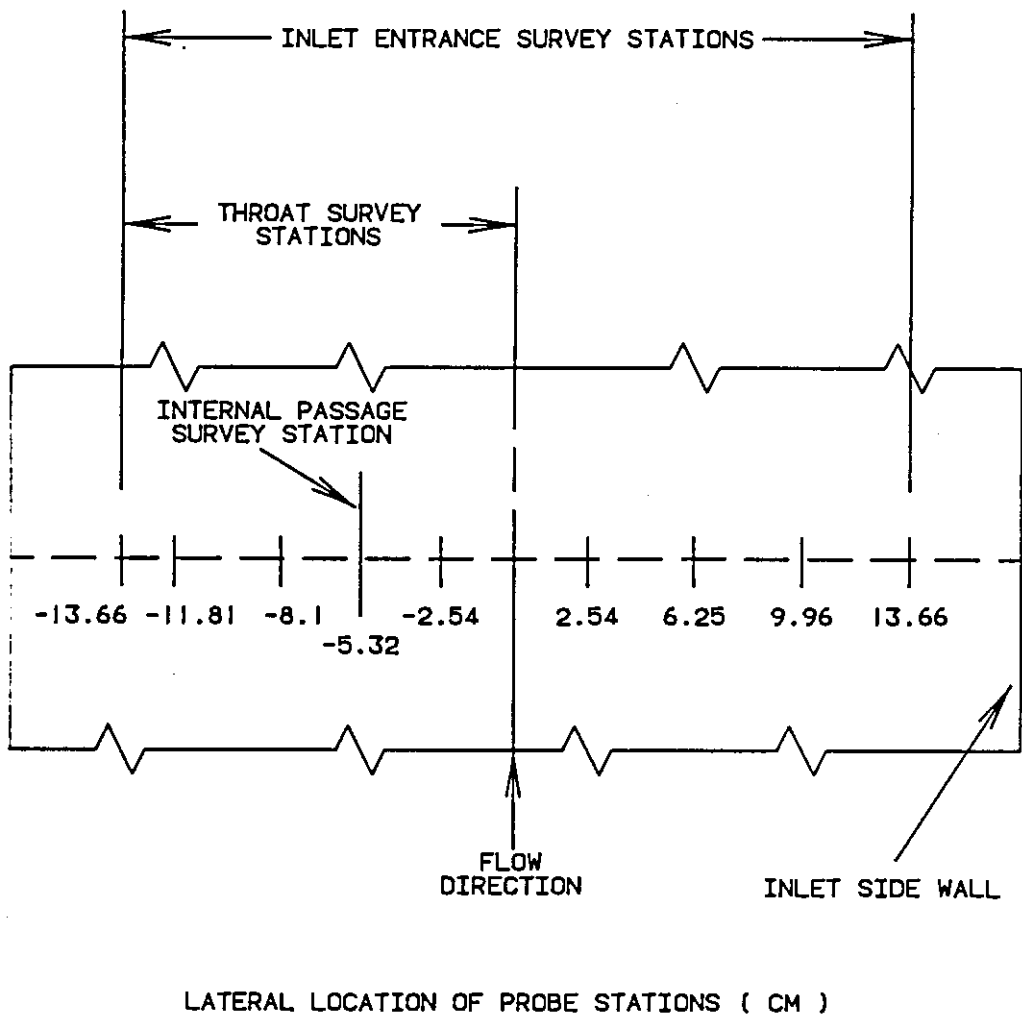 INLET ENTRANCE SURVEY STATIONS
THROAT SURVEY
STATIONS
INTERNAL PASSAGE
SURVEY STATION
-13.66 -11.81 -8.1 -2.54 2.54 6.25 9.96 13.66
-5.32
FLOW
DIRECTION
INLET SIDE WALL
LATERAL LOCATION OF PROBE STATIONS ( CM )